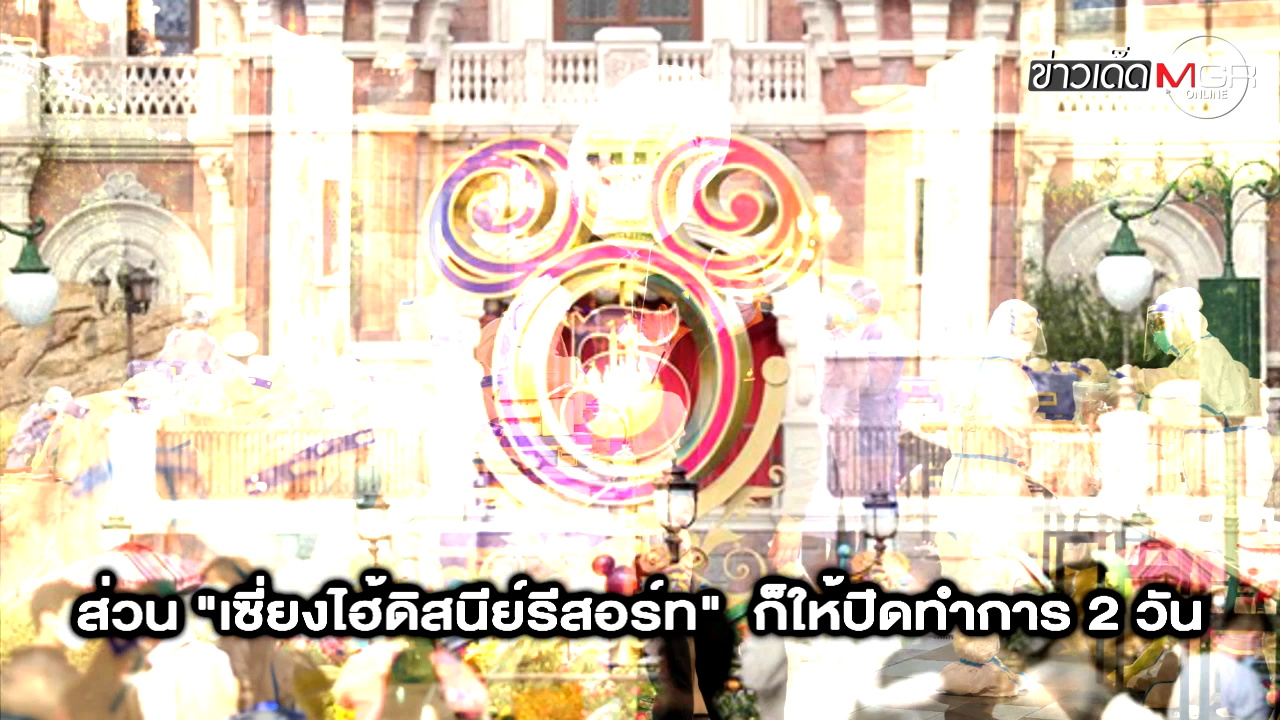 ข่าวเด็ด MGR
ONLINE
ส่วน "เซี่ยงไฮ้ดิสนีย์รีสอร์ท" ก็ให้ปิดทำการ 2 วัน